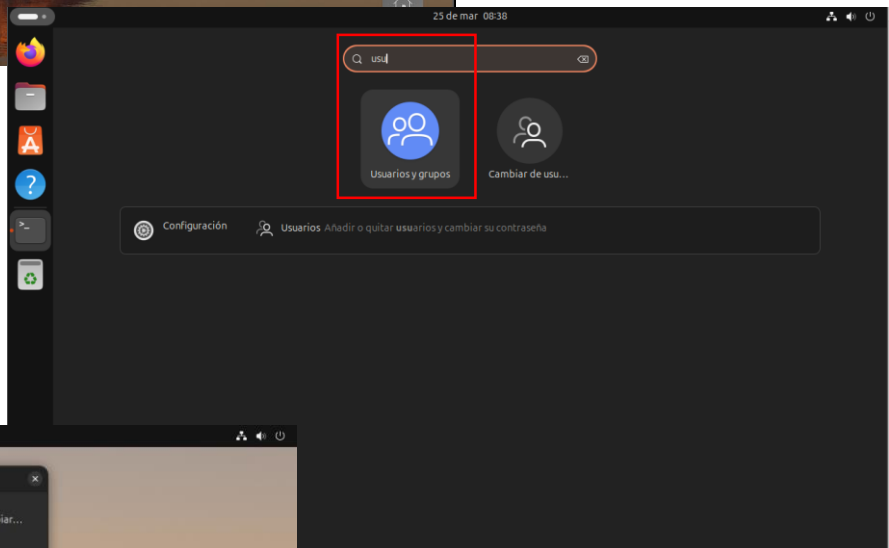 25 de mar 08:38
usu
Usuarios y grupos
Cambiar de usu...
Configuración
Usuarios Añadir o quitar usuarios y cambiar su contraseña
iar...